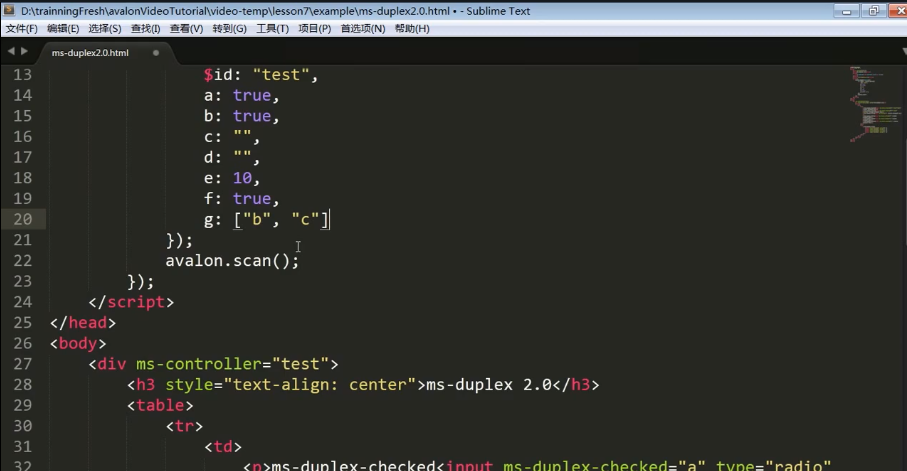 D:\trainningFresh\avalonVideoTutorial\video-temp\lesson7\example\ms-duplex2.0.html • - Sublime Text
文件(F) 编辑(E) 选择(S) 查找(I) 查看(V) 转到(G) 工具(T) 项目(P) 首选项(N) 帮助(H)
ms-duplex2.0.html
13 $id: "test",
14 a: true,
15 b: true,
16 c: "",
17 d: "",
18 e: 10,
19 f: true,
20 g: ["b", "c"]
21 });
22 avalon.scan();
23 });
24 </script>
25 </head>
26 <body>
27 <div ms-controller="test">
28 <h3 style="text-align: center">ms-duplex 2.0</h3>
29 <table>
30 <tr>
31 <td>
32 <p>ms-duplex-checked<input ms-duplex-checked="a" type="radio"